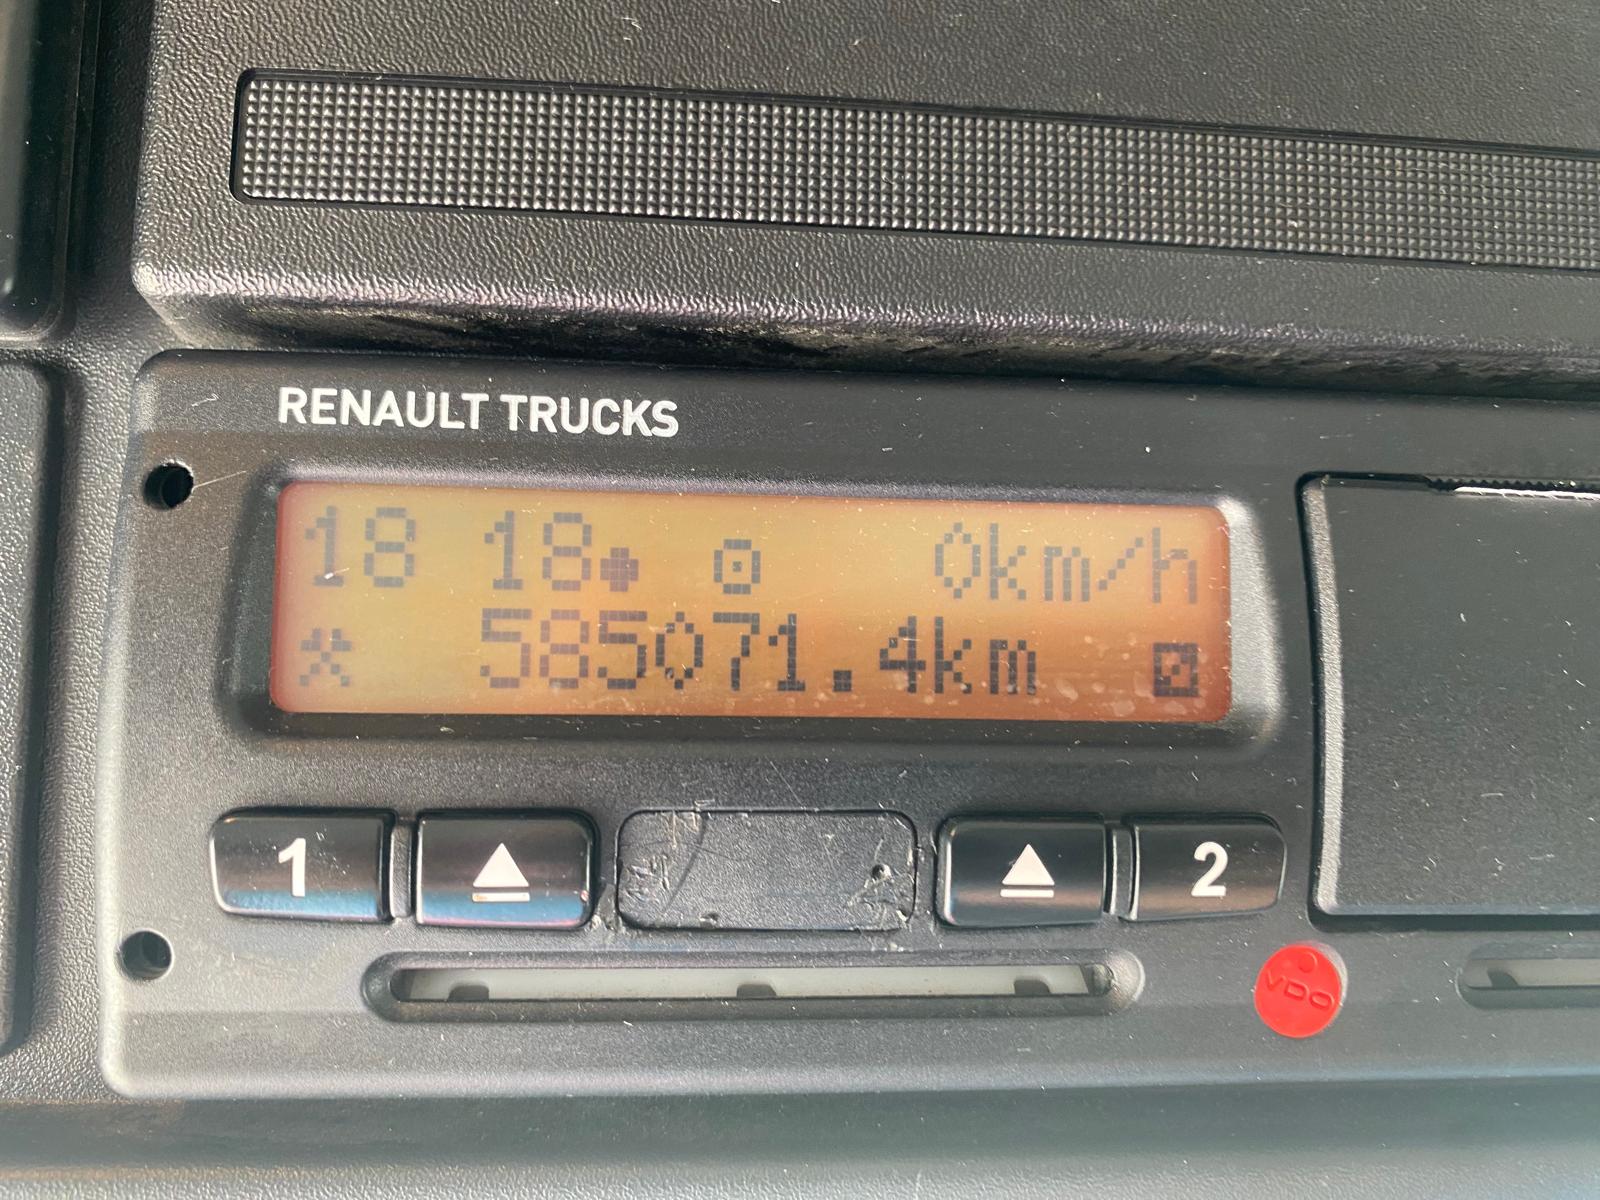 RENAULT TRUCKS
18 18 0km/h
585071.4km
1 2
VDO